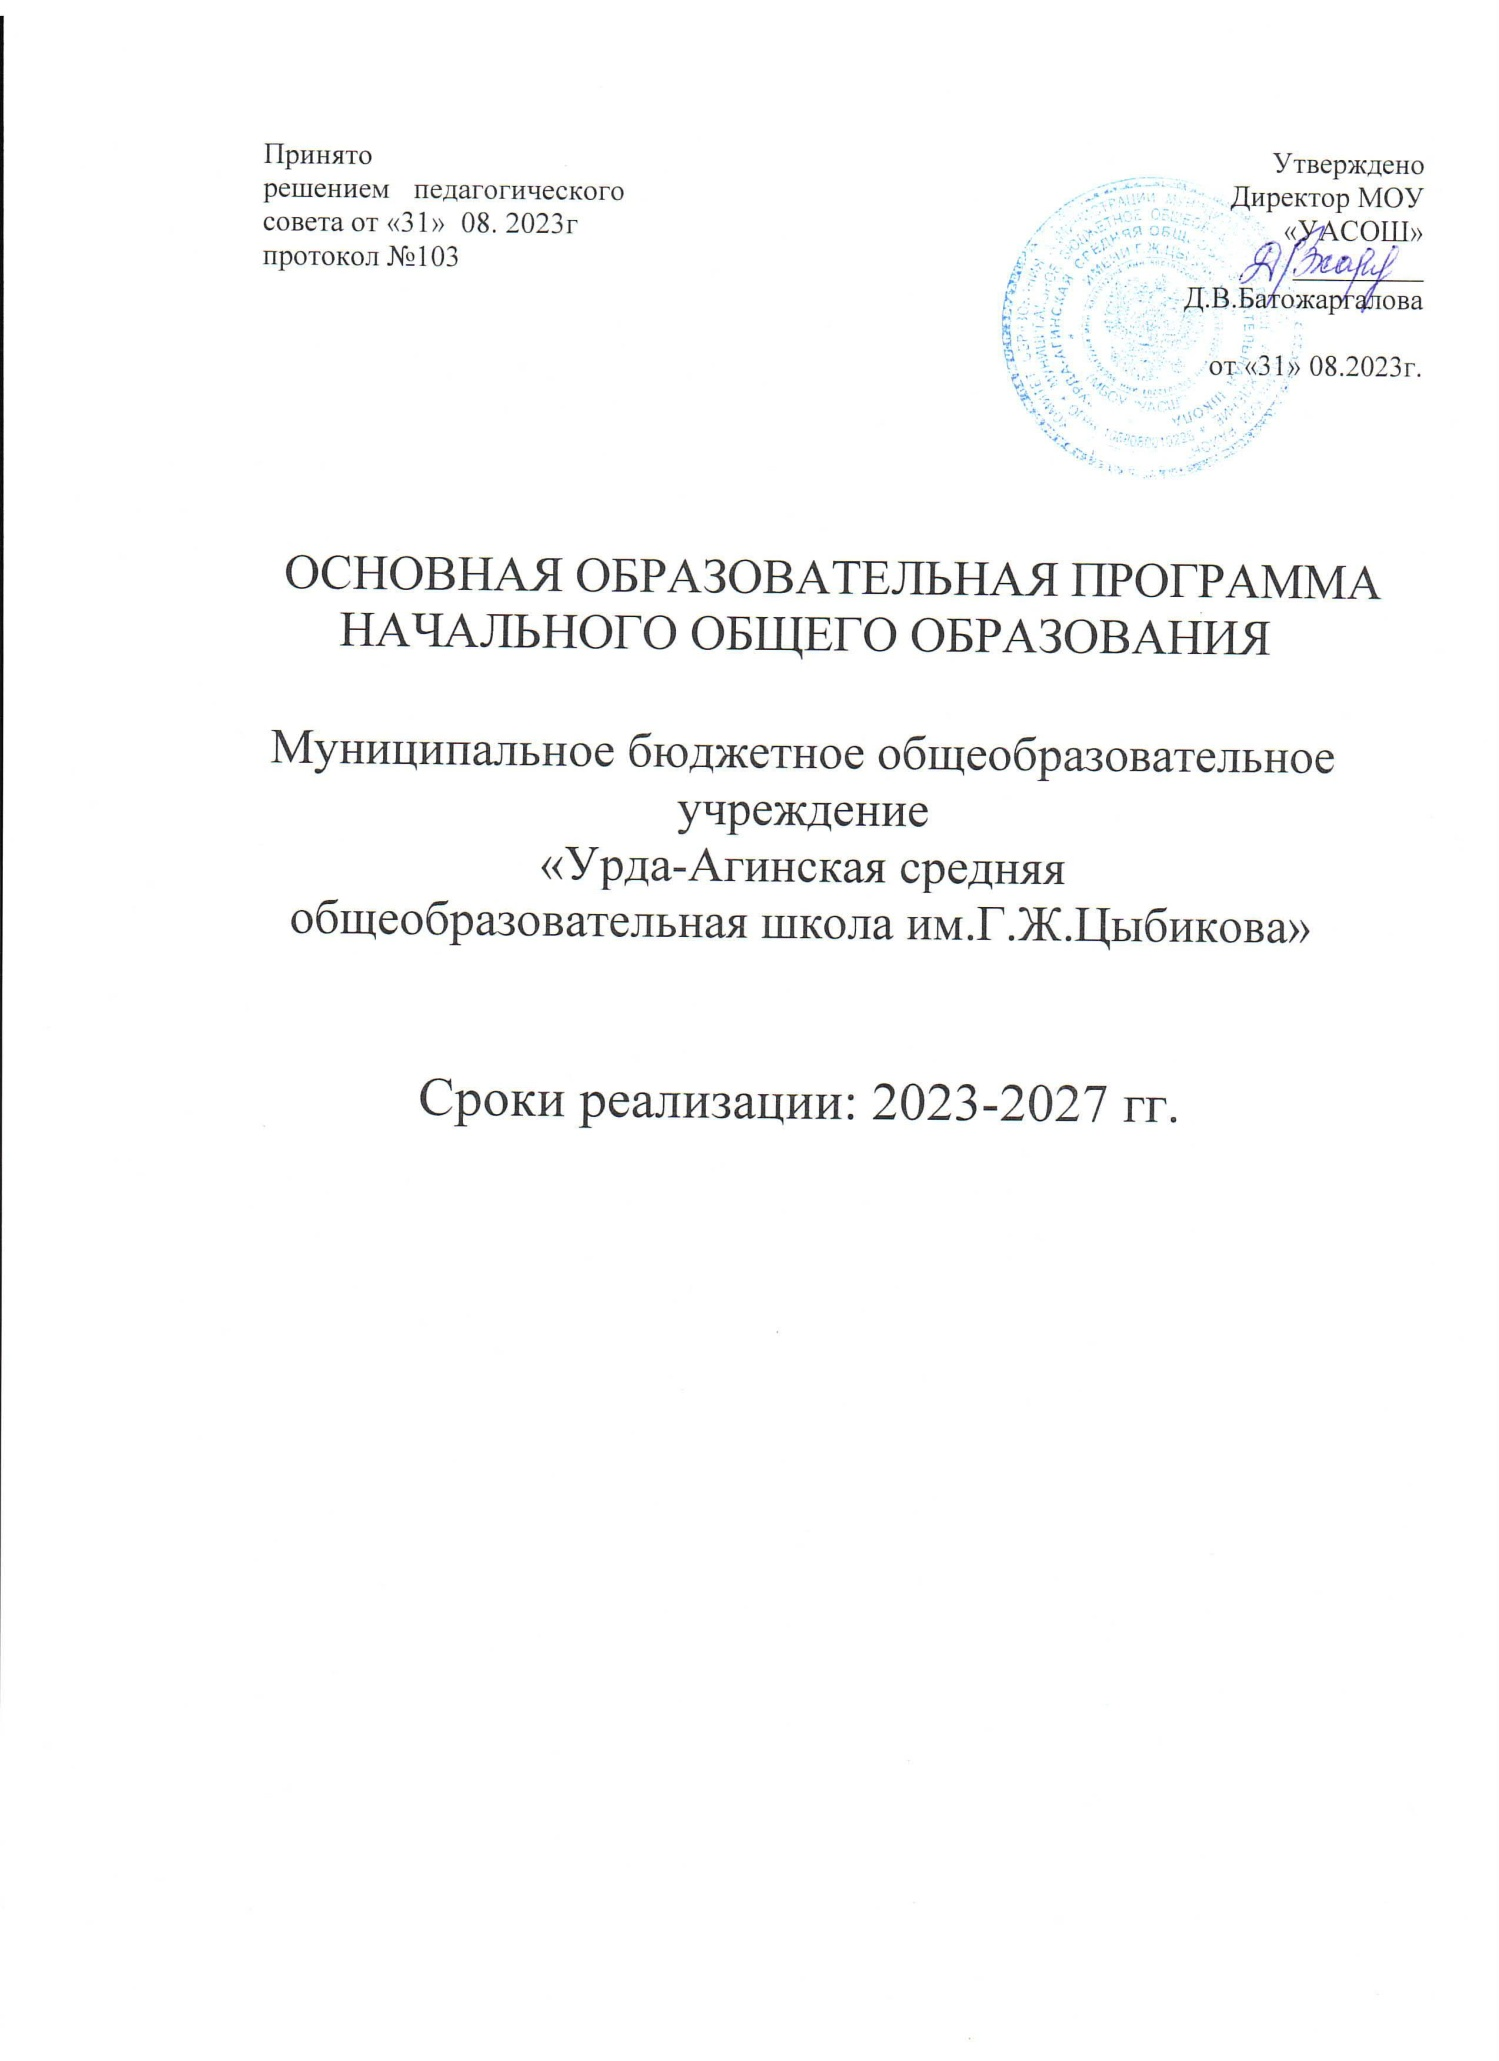 Принято
решением педагогического
совета от «31» 08. 2023г
протокол №103
Утверждено
Директор МОУ
«УАСОШ»
Д.В.Батожаргалова
от «31» 08.2023г.
ОСНОВНАЯ ОБРАЗОВАТЕЛЬНАЯ ПРОГРАММА
НАЧАЛЬНОГО ОБЩЕГО ОБРАЗОВАНИЯ
Муниципальное бюджетное общеобразовательное
учреждение
«Урда-Агинская средняя
общеобразовательная школа им.Г.Ж.Цыбикова»
Сроки реализации: 2023-2027 гг.